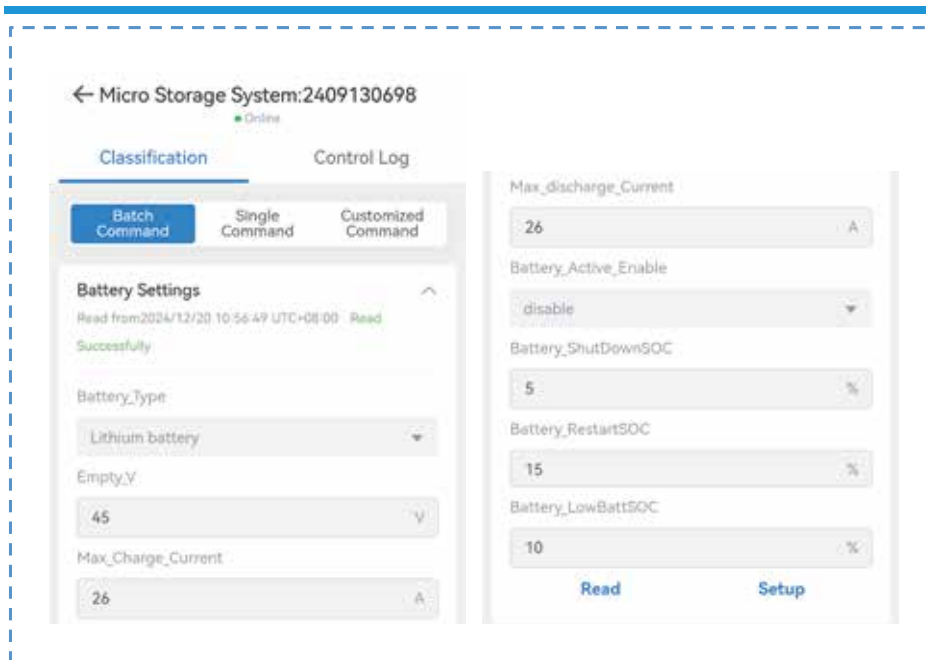 ← Micro Storage System:2409130698
Online
Classification
Control Log
Batch Command
Single Command
Customized Command
Battery Settings
Read from2024/12/20 10:56:49 UTC+08:00 Read
Successfully
Battery_Type
Lithium battery
Empty_V
45 V
Max_Charge_Current
26 A
Max_discharge_Current
26 A
Battery_Active_Enable
disable
Battery_ShutDownSOC
5 %
Battery_RestartSOC
15 %
Battery_LowBattSOC
10 %
Read
Setup